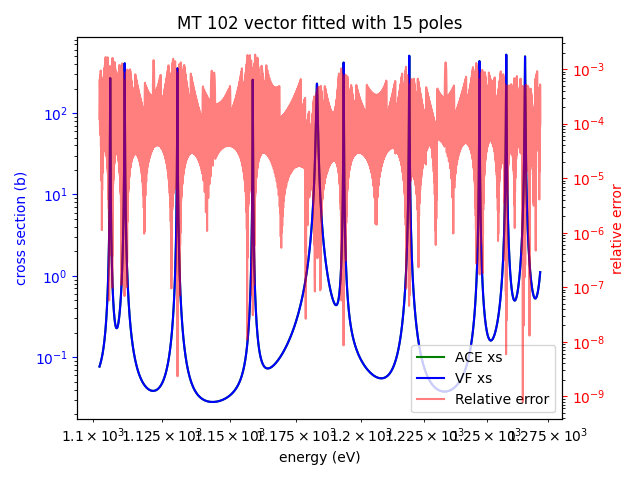 MT 102 vector fitted with 15 poles
cross section (b)
10²
10¹
10⁰
10⁻¹
10⁻³
10⁻⁴
10⁻⁵
10⁻⁶
10⁻⁷
10⁻⁸
10⁻⁹
relative error
ACE xs
VF xs
Relative error
1.1 × 10³ 1.125 × 10³ 1.15 × 10³ 1.175 × 10³ 1.2 × 10³ 1.225 × 10³ 1.25 × 10³ 1.275 × 10³
energy (eV)